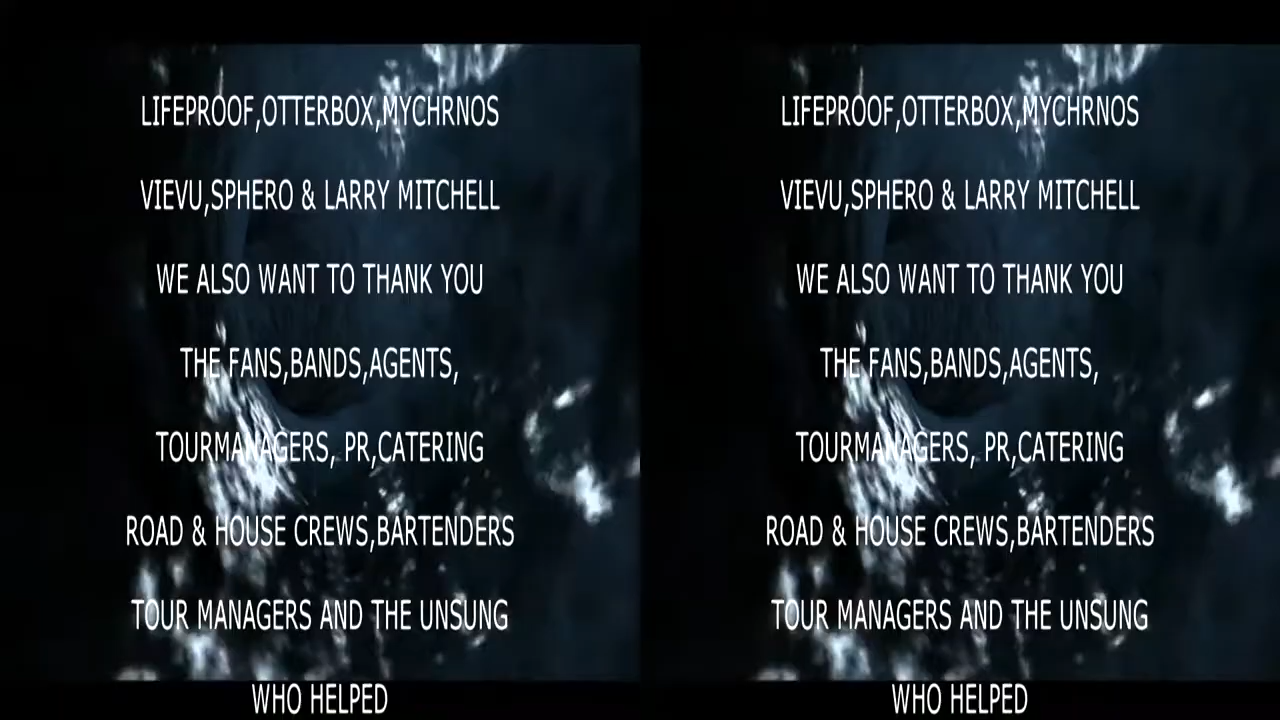 LIFEPROOF,OTTERBOX,MYCHRNOS
VIEVU,SPHERO & LARRY MITCHELL
WE ALSO WANT TO THANK YOU
THE FANS,BANDS,AGENTS,
TOURMANAGERS, PR,CATERING
ROAD & HOUSE CREWS,BARTENDERS
TOUR MANAGERS AND THE UNSUNG
WHO HELPED
LIFEPROOF,OTTERBOX,MYCHRNOS
VIEVU,SPHERO & LARRY MITCHELL
WE ALSO WANT TO THANK YOU
THE FANS,BANDS,AGENTS,
TOURMANAGERS, PR,CATERING
ROAD & HOUSE CREWS,BARTENDERS
TOUR MANAGERS AND THE UNSUNG
WHO HELPED